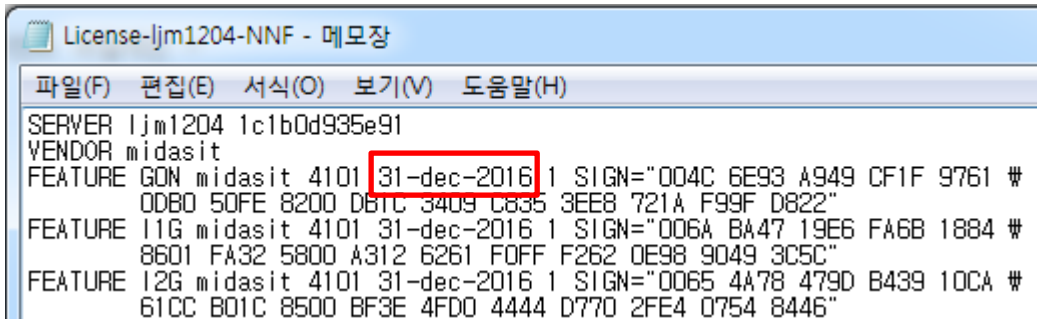 License-ljm1204-NNF - 메모장
파일(F) 편집(E) 서식(O) 보기(V) 도움말(H)
SERVER ljm1204 1c1b0d935e91
VENDOR midasit
FEATURE GON midasit 4101 31-dec-2016 1 SIGN="004C 6E93 A949 CF1F 9761 ₩
0DB0 50FE 8200 DB1C 3409 C835 3EE8 721A F99F D822"
FEATURE I1G midasit 4101 31-dec-2016 1 SIGN="006A BA47 19E6 FA6B 1884 ₩
8601 FA32 5800 A312 6261 F0FF F262 0E98 9049 3C5C"
FEATURE I2G midasit 4101 31-dec-2016 1 SIGN="0065 4A78 479D B439 10CA ₩
61CC B01C 8500 BF3E 4FD0 4444 D770 2FE4 0754 8446"